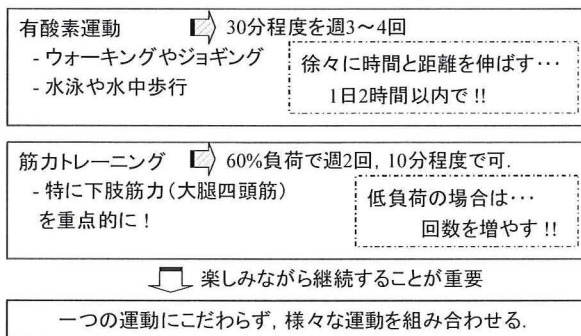 有酸素運動 30分程度を週3～4回
- ウォーキングやジョギング
- 水泳や水中歩行
徐々に時間と距離を伸ばす…
1日2時間以内で !!
筋力トレーニング 60%負荷で週2回, 10分程度で可.
- 特に下肢筋力(大腿四頭筋)
を重点的に!
低負荷の場合は…
回数を増やす !!
楽しみながら継続することが重要
一つの運動にこだわらず, 様々な運動を組み合わせる.